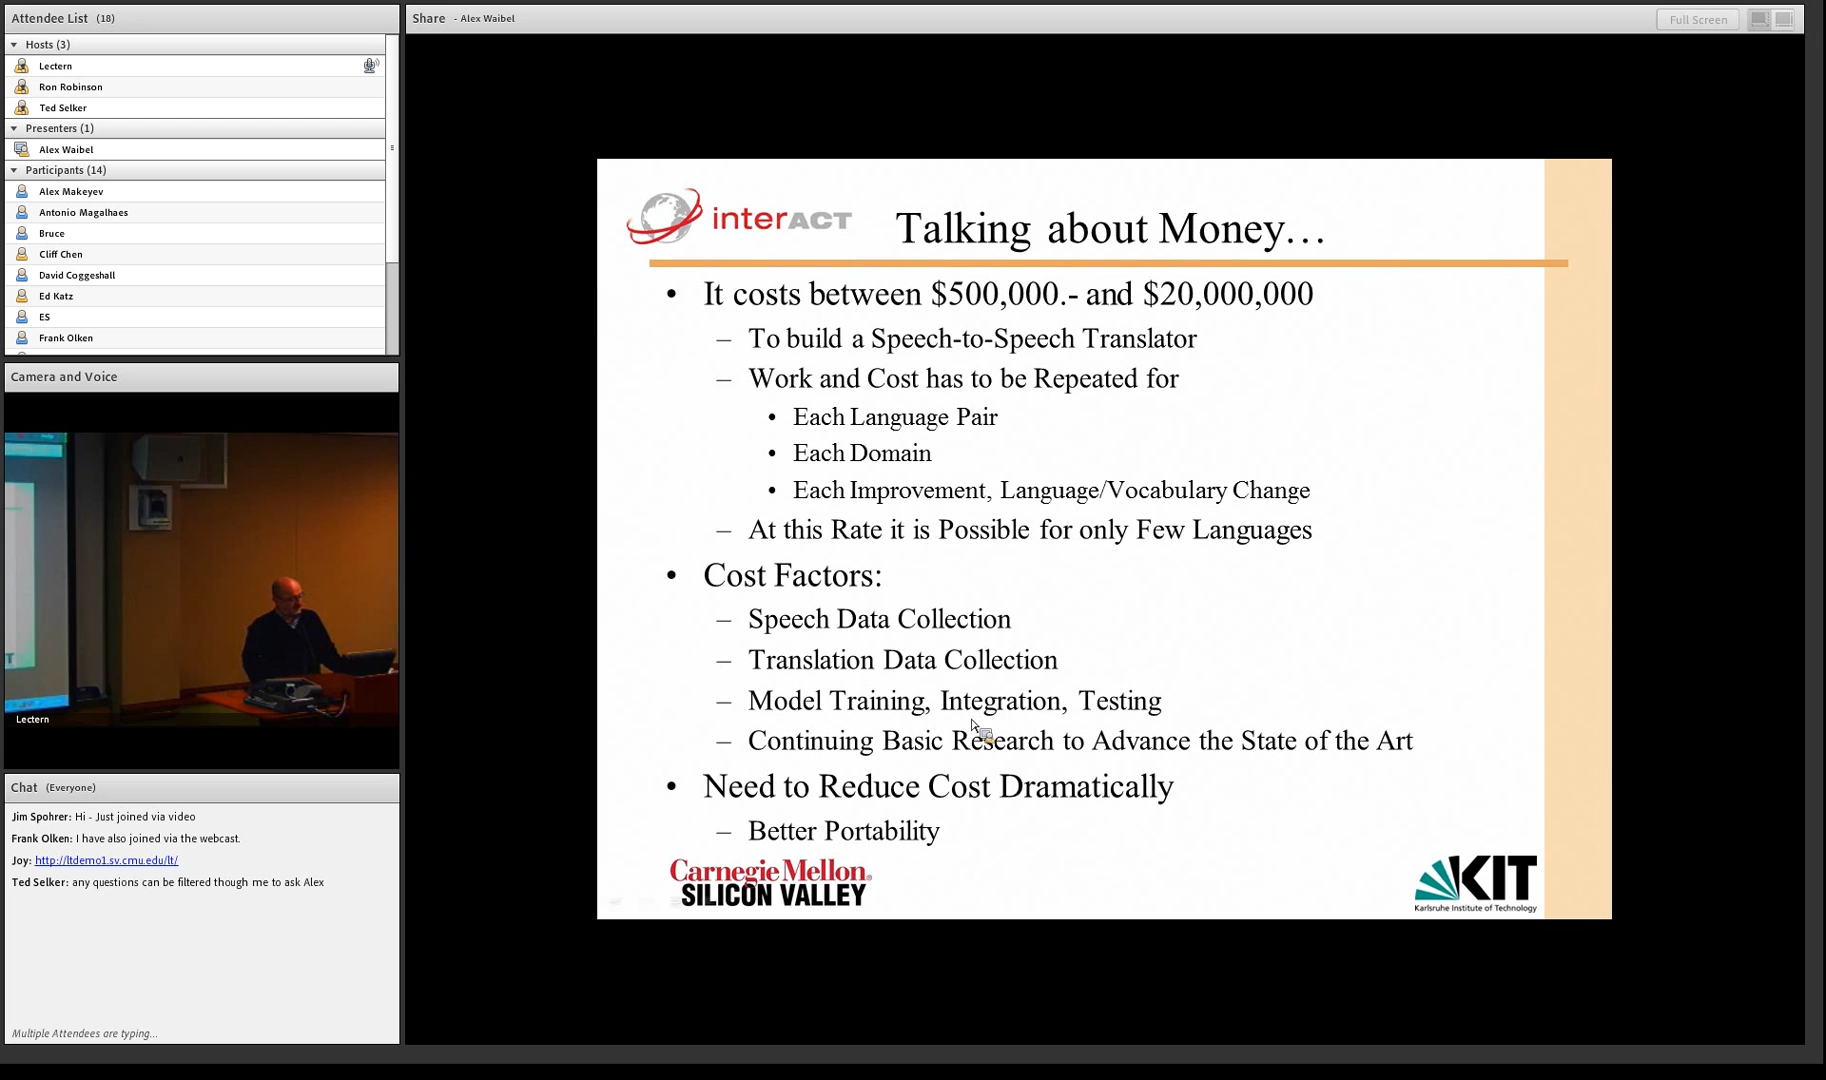 Attendee List (18)
Hosts (3)
Lectern
Ron Robinson
Ted Selker
Presenters (1)
Alex Waibel
Participants (14)
Alex Makeyev
Antonio Magalhaes
Bruce
Cliff Chen
David Coggeshall
Ed Katz
ES
Frank Olken
Camera and Voice
Lectern
Chat (Everyone)
Jim Spohrer: Hi - Just joined via video
Frank Olken: I have also joined via the webcast.
Joy: http://ltdemo1.sv.cmu.edu/lt/
Ted Selker: any questions can be filtered though me to ask Alex
Multiple Attendees are typing...
Share - Alex Waibel
Full Screen
interACT
Talking about Money...
• It costs between $500,000.- and $20,000,000
– To build a Speech-to-Speech Translator
– Work and Cost has to be Repeated for
• Each Language Pair
• Each Domain
• Each Improvement, Language/Vocabulary Change
– At this Rate it is Possible for only Few Languages
• Cost Factors:
– Speech Data Collection
– Translation Data Collection
– Model Training, Integration, Testing
– Continuing Basic Research to Advance the State of the Art
• Need to Reduce Cost Dramatically
– Better Portability
Carnegie Mellon®
SILICON VALLEY
KIT
Karlsruhe Institute of Technology